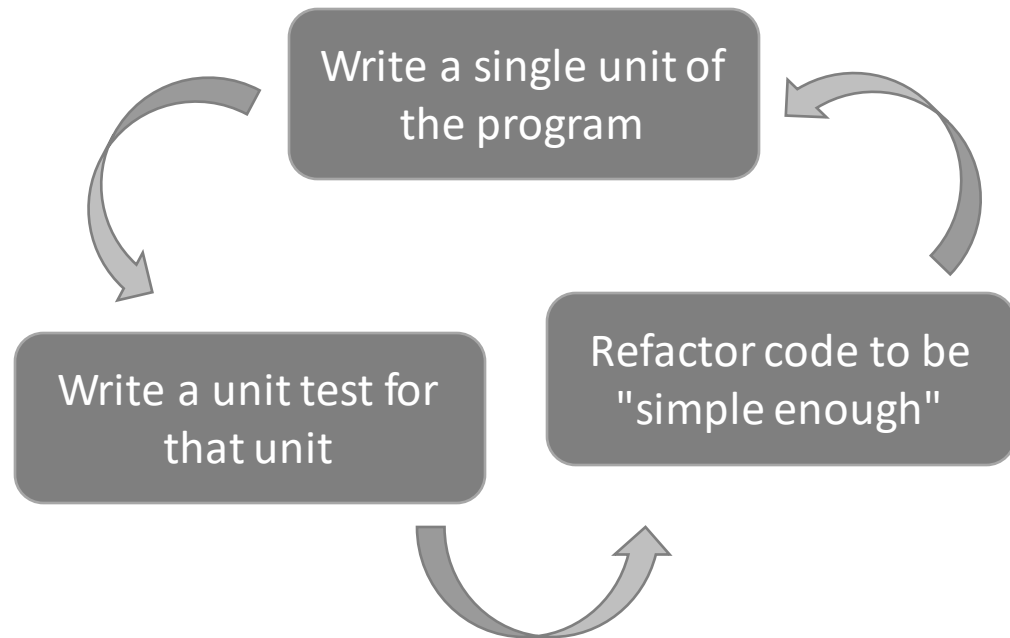 Write a single unit of
the program
Write a unit test for
that unit
Refactor code to be
"simple enough"